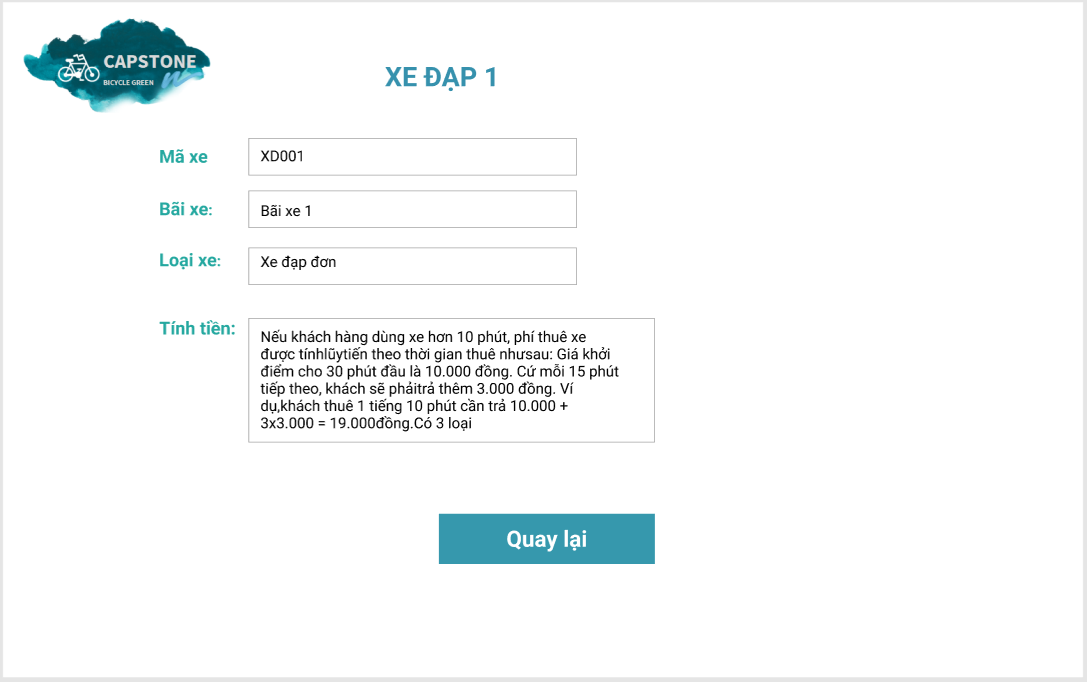 CAPSTONE
BICYCLE GREEN
XE ĐẠP 1
Mã xe
XD001
Bãi xe:
Bãi xe 1
Loại xe:
Xe đạp đơn
Tính tiền:
Nếu khách hàng dùng xe hơn 10 phút, phí thuê xe
được tínhlũytiến theo thời gian thuê nhưsau: Giá khởi
điểm cho 30 phút đầu là 10.000 đồng. Cứ mỗi 15 phút
tiếp theo, khách sẽ phảitrả thêm 3.000 đồng. Ví
dụ,khách thuê 1 tiếng 10 phút cần trả 10.000 +
3x3.000 = 19.000đồng.Có 3 loại
Quay lại